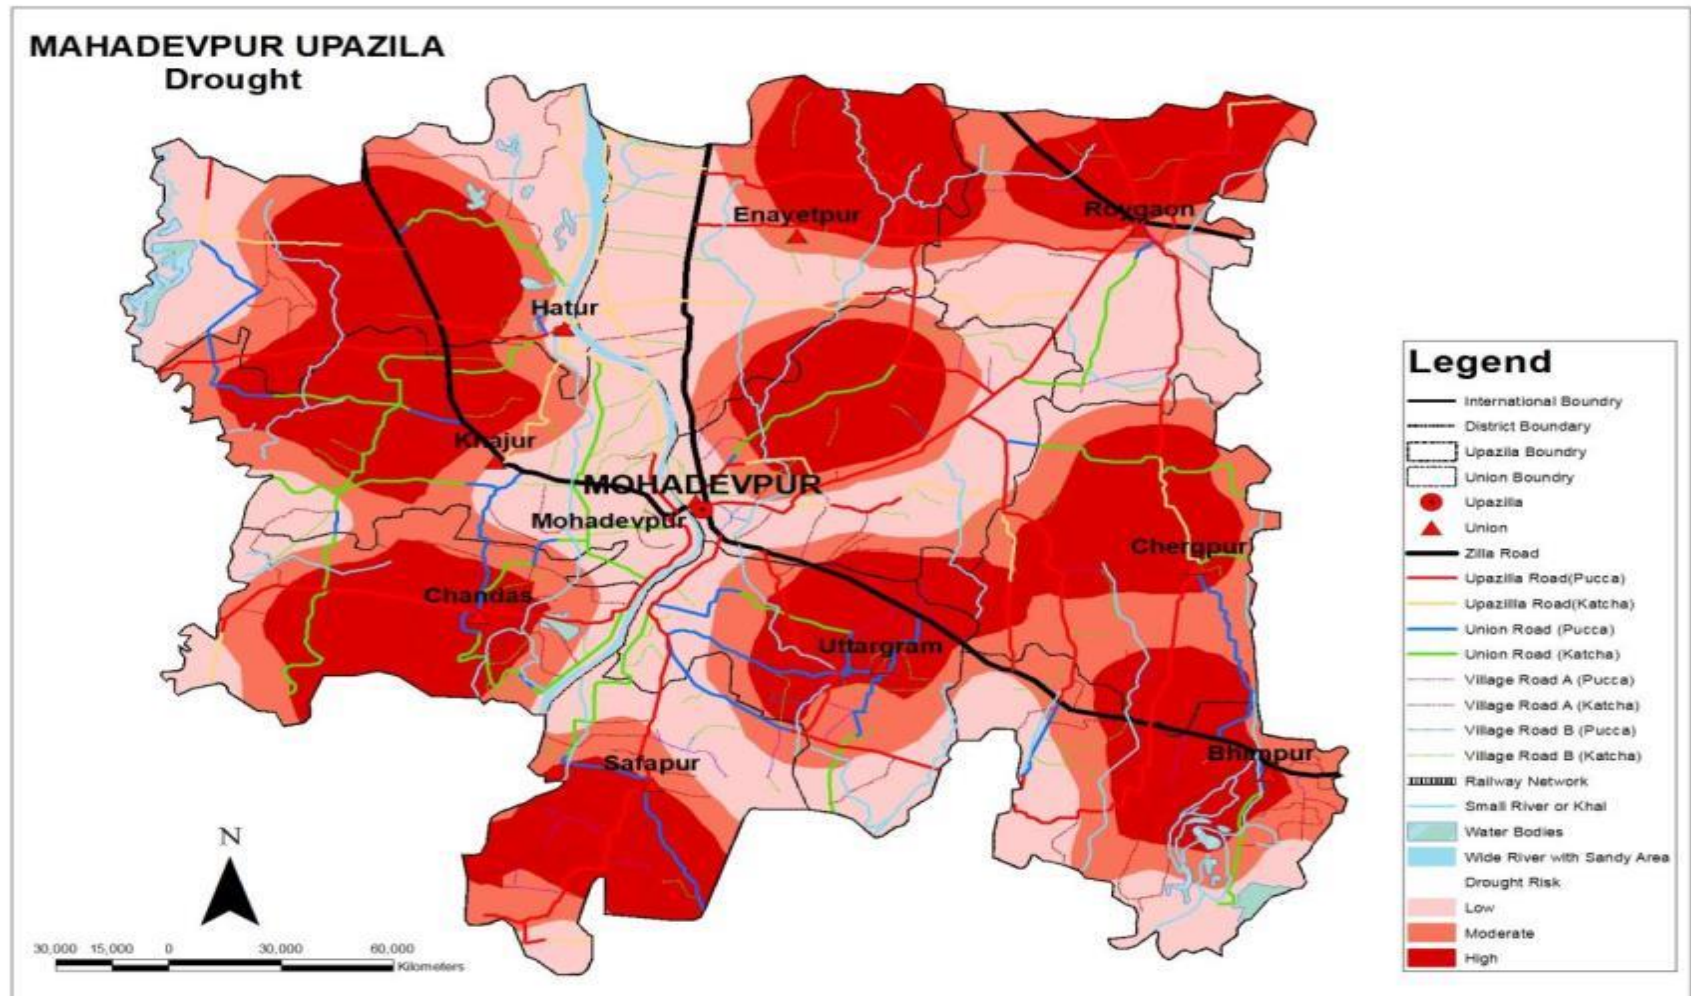 MAHADEVPUR UPAZILA
Drought
Enayetpur
Roygaon
Hatur
Khajur
MOHADEVPUR
Mohadevpur
Chergpur
Chandas
Uttargram
Bhimpur
Safapur
N
30,000 15,000 0 30,000 60,000
Kilometers
Legend
International Boundry
District Boundary
Upazila Boundry
Union Boundry
Upazilla
Union
Zilla Road
Upazilla Road(Pucca)
Upazillla Road(Katcha)
Union Road (Pucca)
Union Road (Katcha)
Village Road A (Pucca)
Village Road A (Katcha)
Village Road B (Pucca)
Village Road B (Katcha)
Railway Network
Small River or Khal
Water Bodies
Wide River with Sandy Area
Drought Risk
Low
Moderate
High